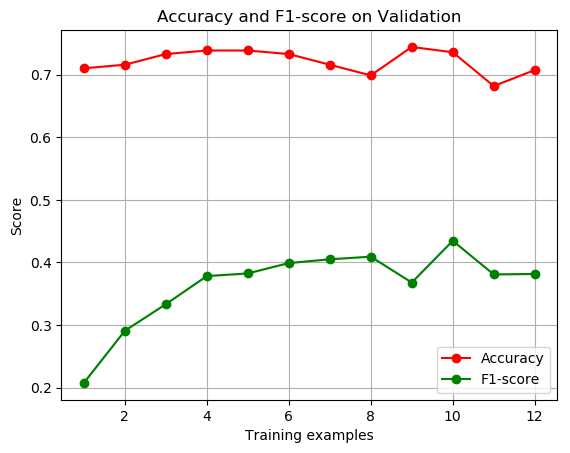 Accuracy and F1-score on Validation
0.7
0.6
0.5
0.4
0.3
0.2
Score
2 4 6 8 10 12
Training examples
Accuracy
F1-score